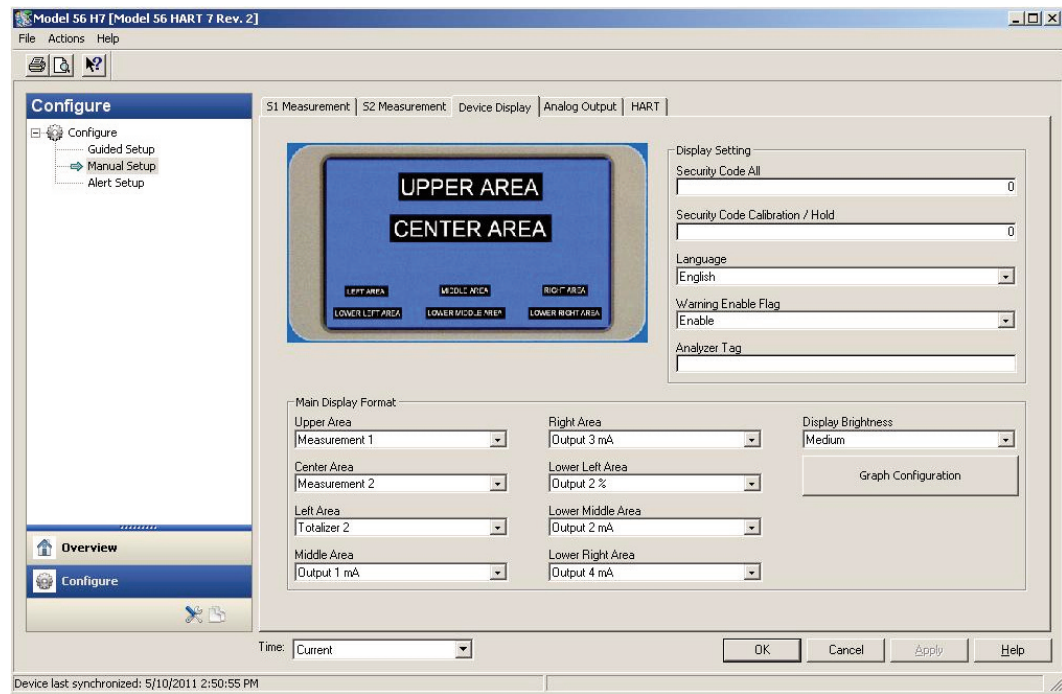 Model 56 H7 [Model 56 HART 7 Rev. 2]
File Actions Help
Configure
Configure
Guided Setup
Manual Setup
Alert Setup
Overview
Configure
S1 Measurement S2 Measurement Device Display Analog Output HART
UPPER AREA
CENTER AREA
LEFT AREA MIDDLE AREA RIGHT AREA
LOWER LEFT AREA LOWER MIDDLE AREA LOWER RIGHT AREA
Display Setting
Security Code All
0
Security Code Calibration / Hold
0
Language
English
Warning Enable Flag
Enable
Analyzer Tag
Main Display Format
Upper Area
Measurement 1
Center Area
Measurement 2
Left Area
Totalizer 2
Middle Area
Output 1 mA
Right Area
Output 3 mA
Lower Left Area
Output 2 %
Lower Middle Area
Output 2 mA
Lower Right Area
Output 4 mA
Display Brightness
Medium
Graph Configuration
Time: Current
OK Cancel Apply Help
Device last synchronized: 5/10/2011 2:50:55 PM